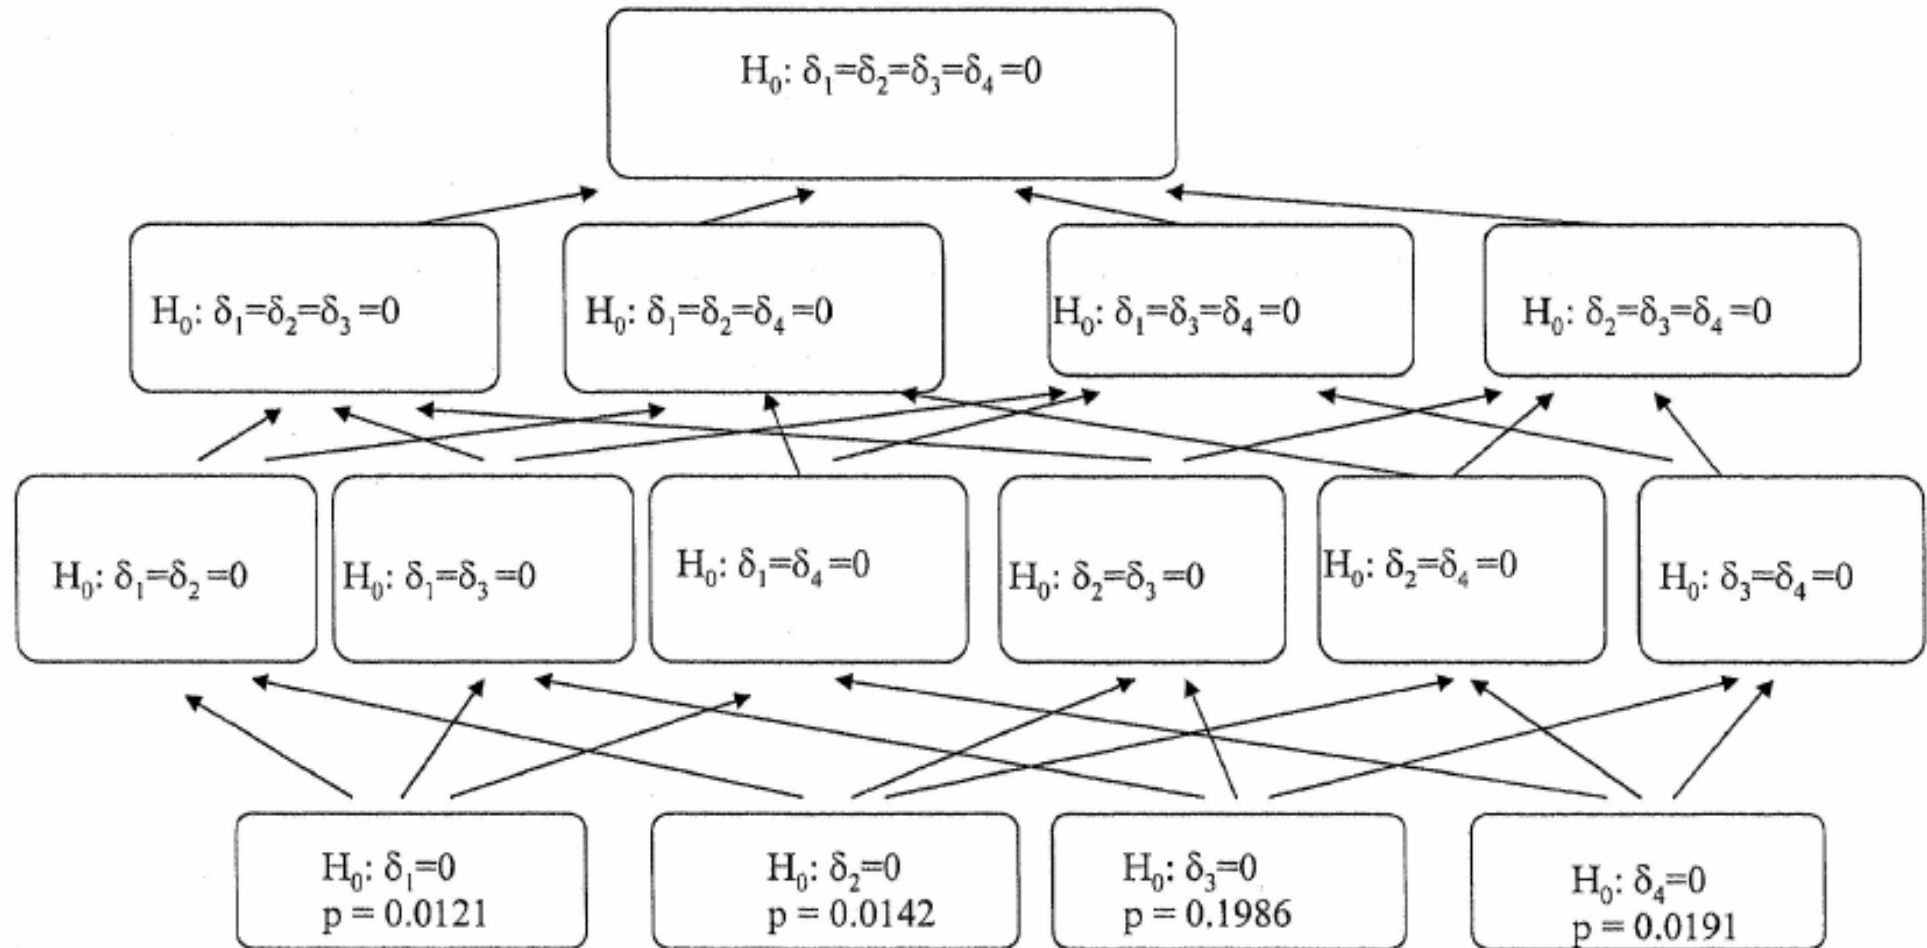 H₀: δ₁=δ₂=δ₃=δ₄=0
H₀: δ₁=δ₂=δ₃=0
H₀: δ₁=δ₂=δ₄=0
H₀: δ₁=δ₃=δ₄=0
H₀: δ₂=δ₃=δ₄=0
H₀: δ₁=δ₂=0
H₀: δ₁=δ₃=0
H₀: δ₁=δ₄=0
H₀: δ₂=δ₃=0
H₀: δ₂=δ₄=0
H₀: δ₃=δ₄=0
H₀: δ₁=0
p = 0.0121
H₀: δ₂=0
p = 0.0142
H₀: δ₃=0
p = 0.1986
H₀: δ₄=0
p = 0.0191